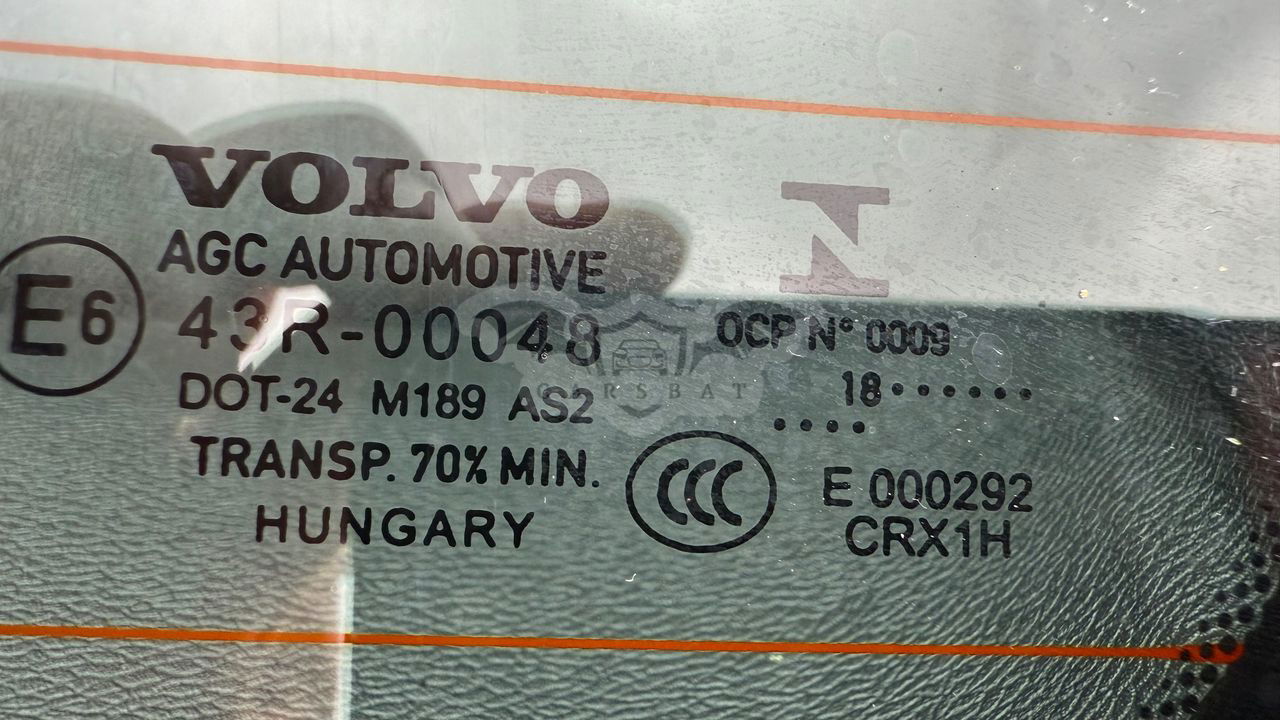 VOLVO
AGC AUTOMOTIVE
E6
43R-00048
DOT-24 M189 AS2
TRANSP. 70% MIN.
HUNGARY
N
OCP N° 0009
18••••••
••••
CCC
E 000292
CRX1H
CARSBAT